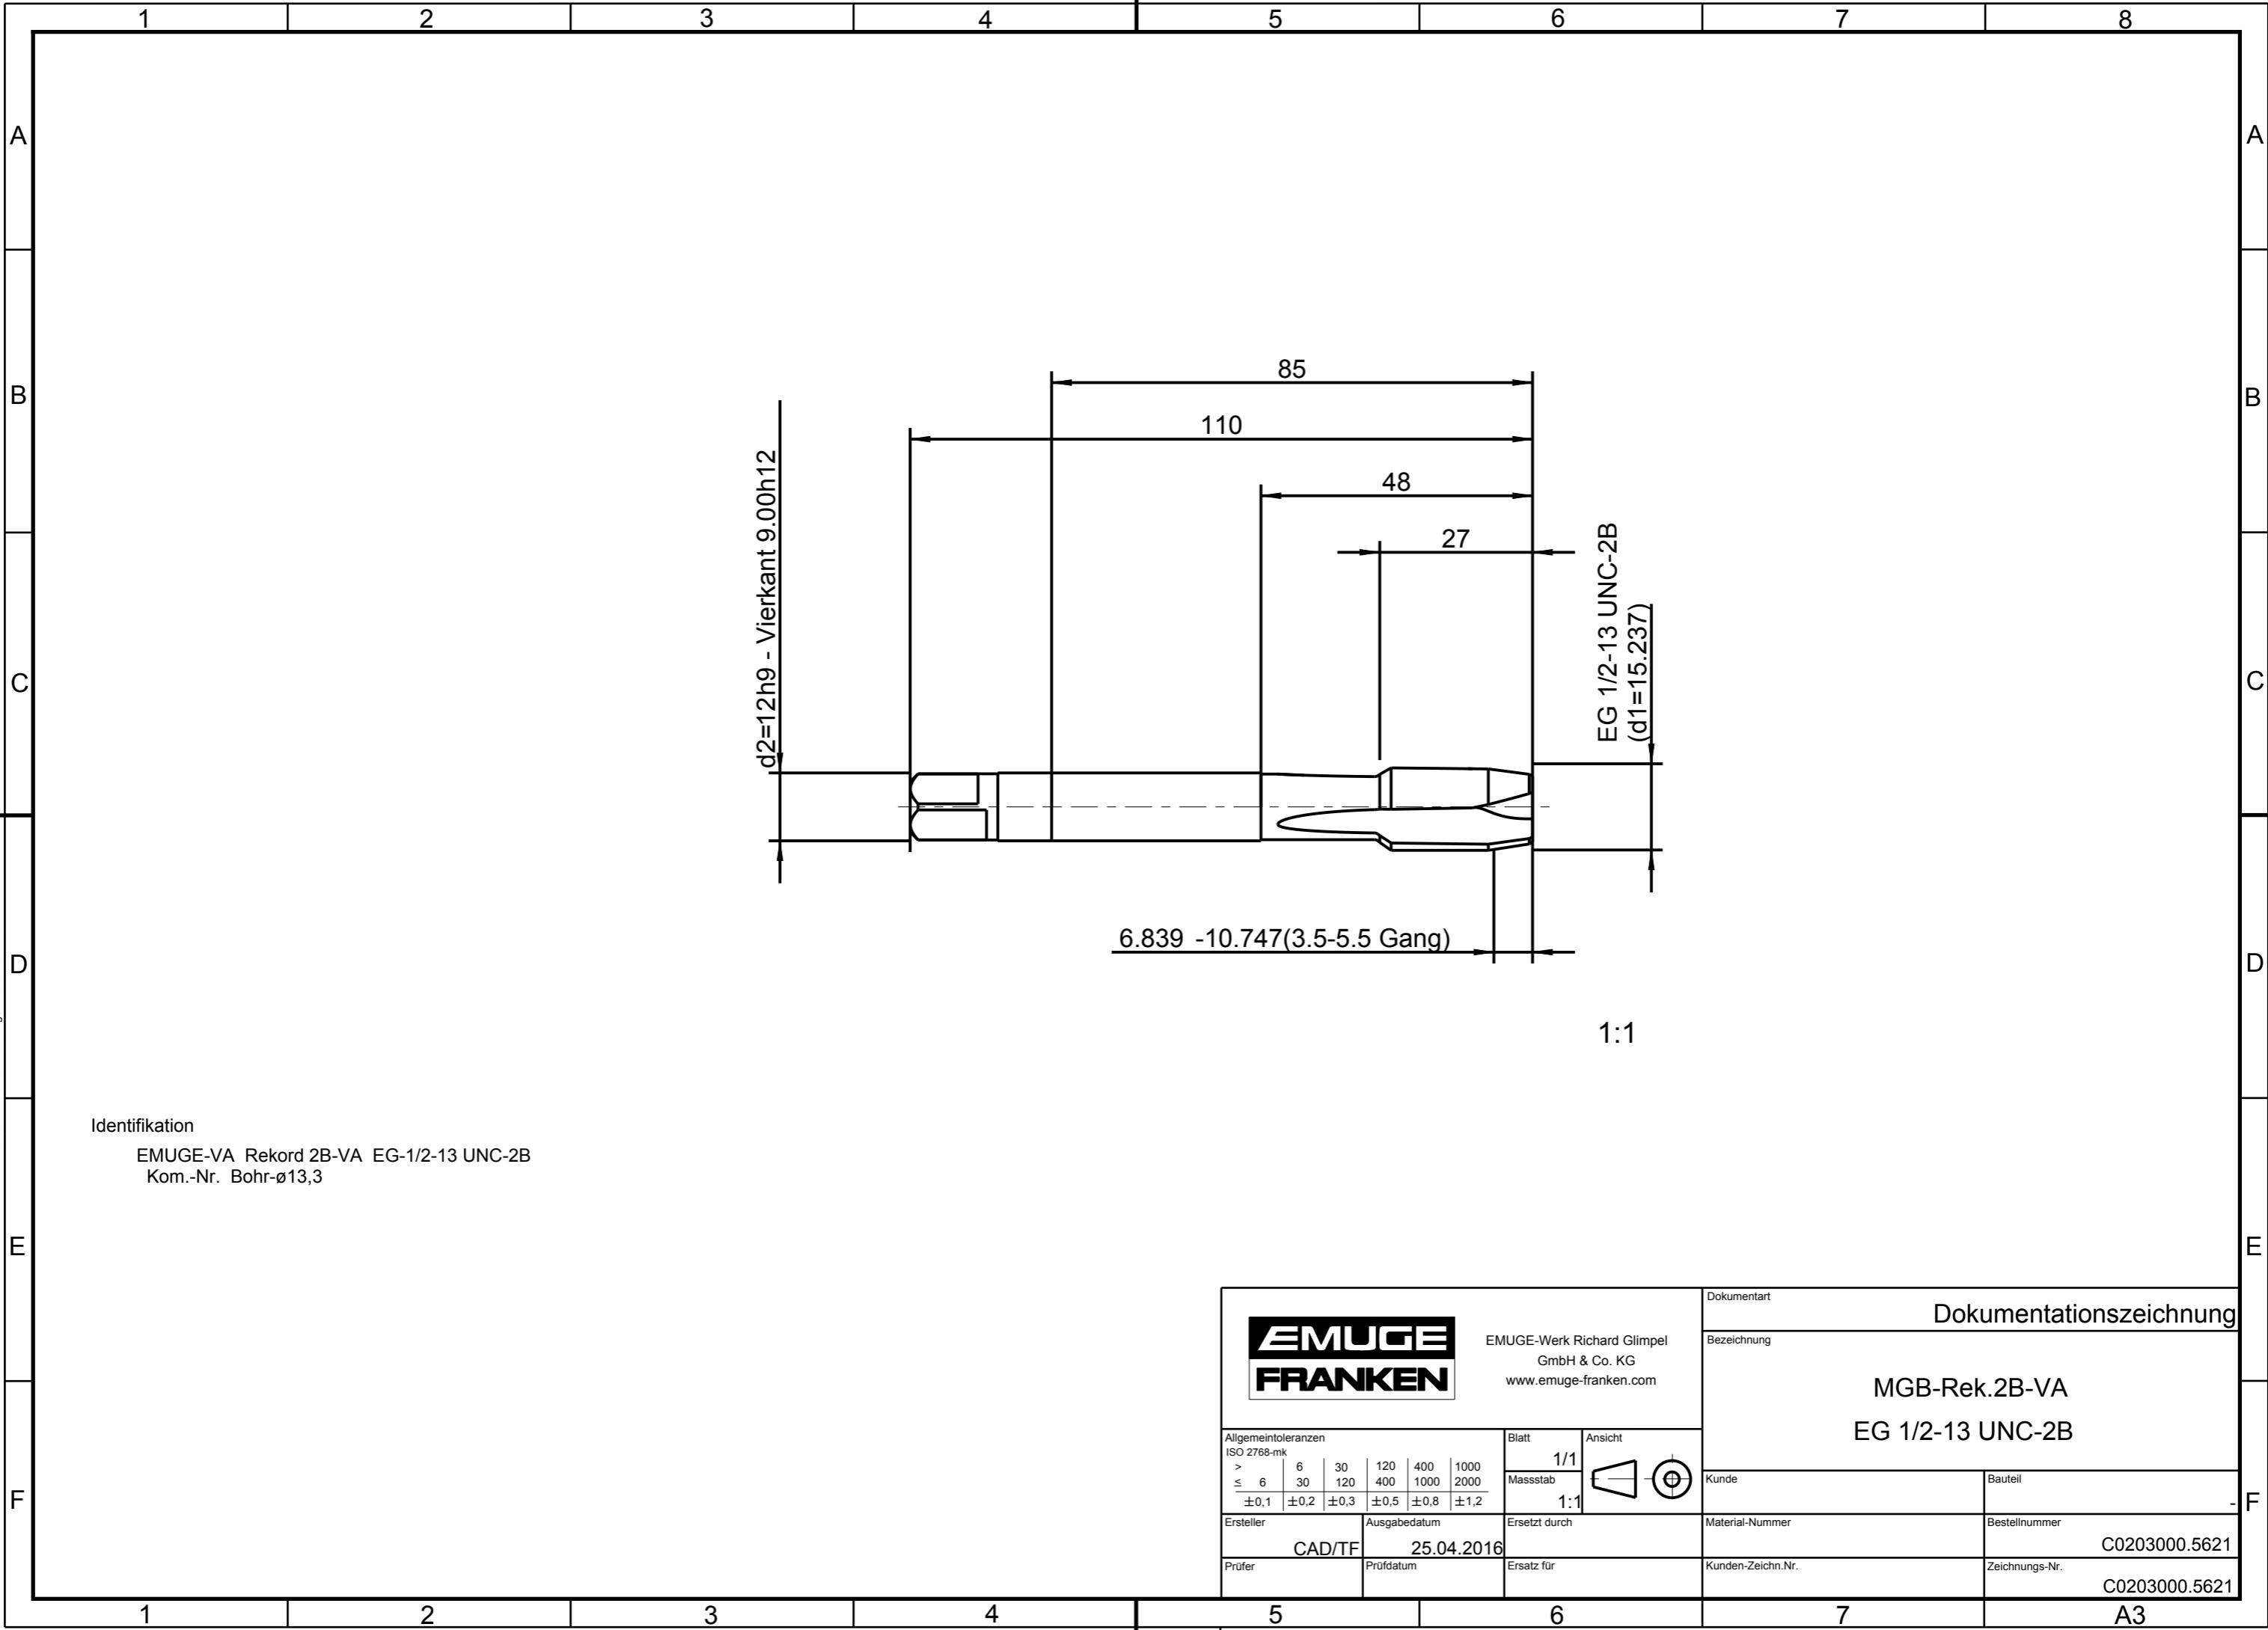 1 2 3 4 5 6 7 8
A A
B B
C C
D D
E E
F F
85
110
48
27
d2=12h9 - Vierkant 9.00h12
EG 1/2-13 UNC-2B
(d1=15.237)
6.839 -10.747(3.5-5.5 Gang)
1:1
Identifikation
EMUGE-VA Rekord 2B-VA EG-1/2-13 UNC-2B
Kom.-Nr. Bohr-ø13,3
EMUGE
FRANKEN
EMUGE-Werk Richard Glimpel
GmbH & Co. KG
www.emuge-franken.com
Dokumentart
Dokumentationszeichnung
Bezeichnung
MGB-Rek.2B-VA
EG 1/2-13 UNC-2B
Allgemeintoleranzen
ISO 2768-mk
> 6 30 120 400 1000
≤ 6 30 120 400 1000 2000
±0,1 ±0,2 ±0,3 ±0,5 ±0,8 ±1,2
Blatt
1/1
Ansicht
Massstab
1:1
Kunde
Bauteil
-
Ersteller
CAD/TF
Ausgabedatum
25.04.2016
Ersetzt durch
Material-Nummer
Bestellnummer
C0203000.5621
Prüfer
Prüfdatum
Ersatz für
Kunden-Zeichn.Nr.
Zeichnungs-Nr.
C0203000.5621
1 2 3 4 5 6 7 A3